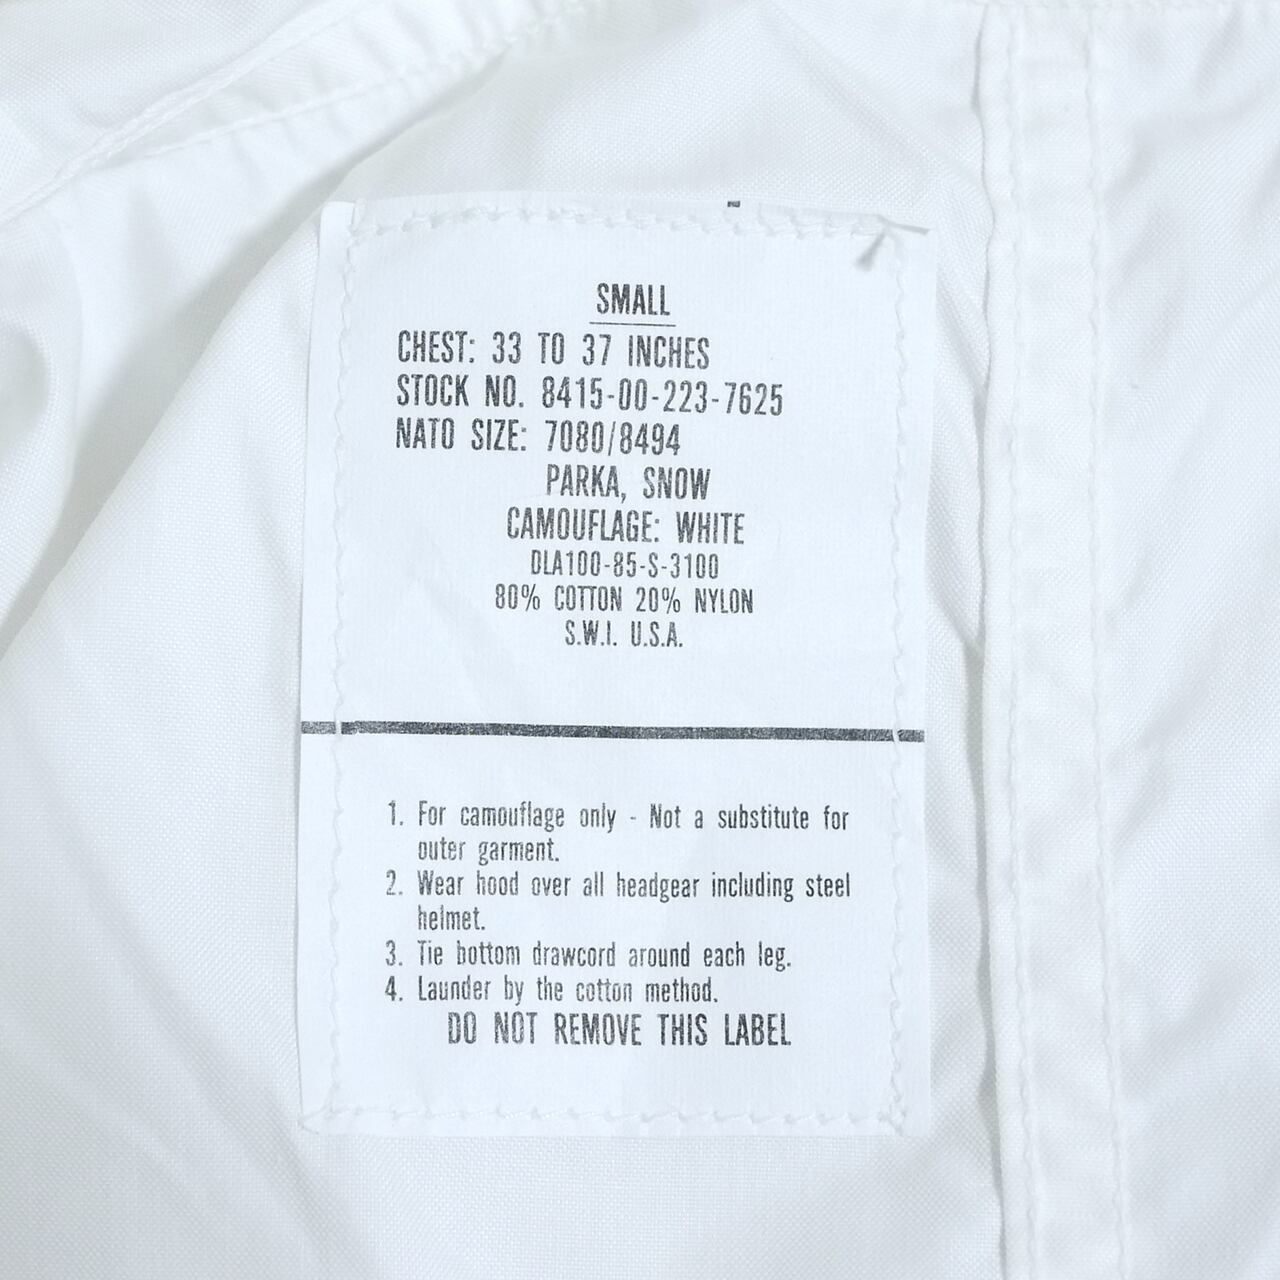 SMALL
CHEST: 33 TO 37 INCHES
STOCK NO. 8415-00-223-7625
NATO SIZE: 7080/8494
PARKA, SNOW
CAMOUFLAGE: WHITE
DLA100-85-S-3100
80% COTTON 20% NYLON
S.W.I. U.S.A.
1. For camouflage only - Not a substitute for
outer garment.
2. Wear hood over all headgear including steel
helmet.
3. Tie bottom drawcord around each leg.
4. Launder by the cotton method.
DO NOT REMOVE THIS LABEL